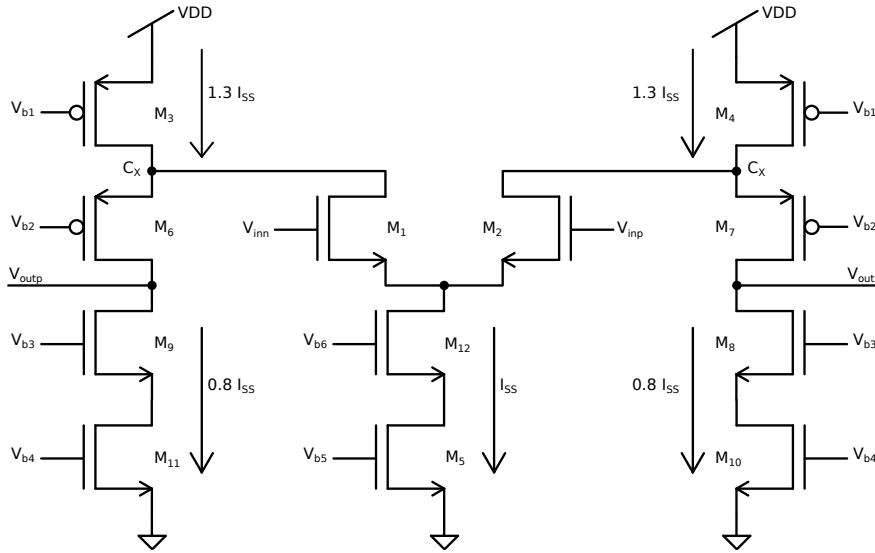 VDD VDD
1.3 I_SS 1.3 I_SS
V_b1 M_3 M_4 V_b1
C_X C_X
V_b2 M_6 V_inn M_1 M_2 V_inp M_7 V_b2
V_outp V_out
V_b3 M_9 V_b6 M_12 M_8 V_b3
0.8 I_SS I_SS 0.8 I_SS
V_b4 M_11 V_b5 M_5 M_10 V_b4